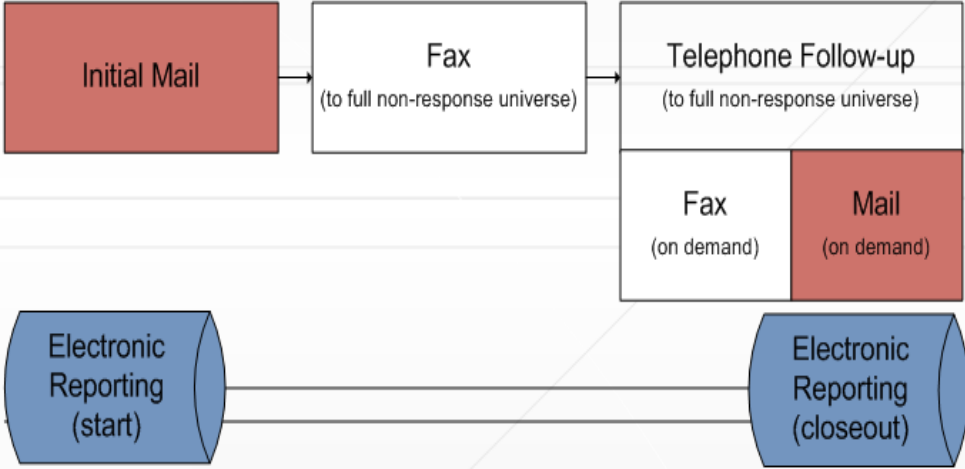 Initial Mail
Fax
(to full non-response universe)
Telephone Follow-up
(to full non-response universe)
Fax
(on demand)
Mail
(on demand)
Electronic
Reporting
(start)
Electronic
Reporting
(closeout)